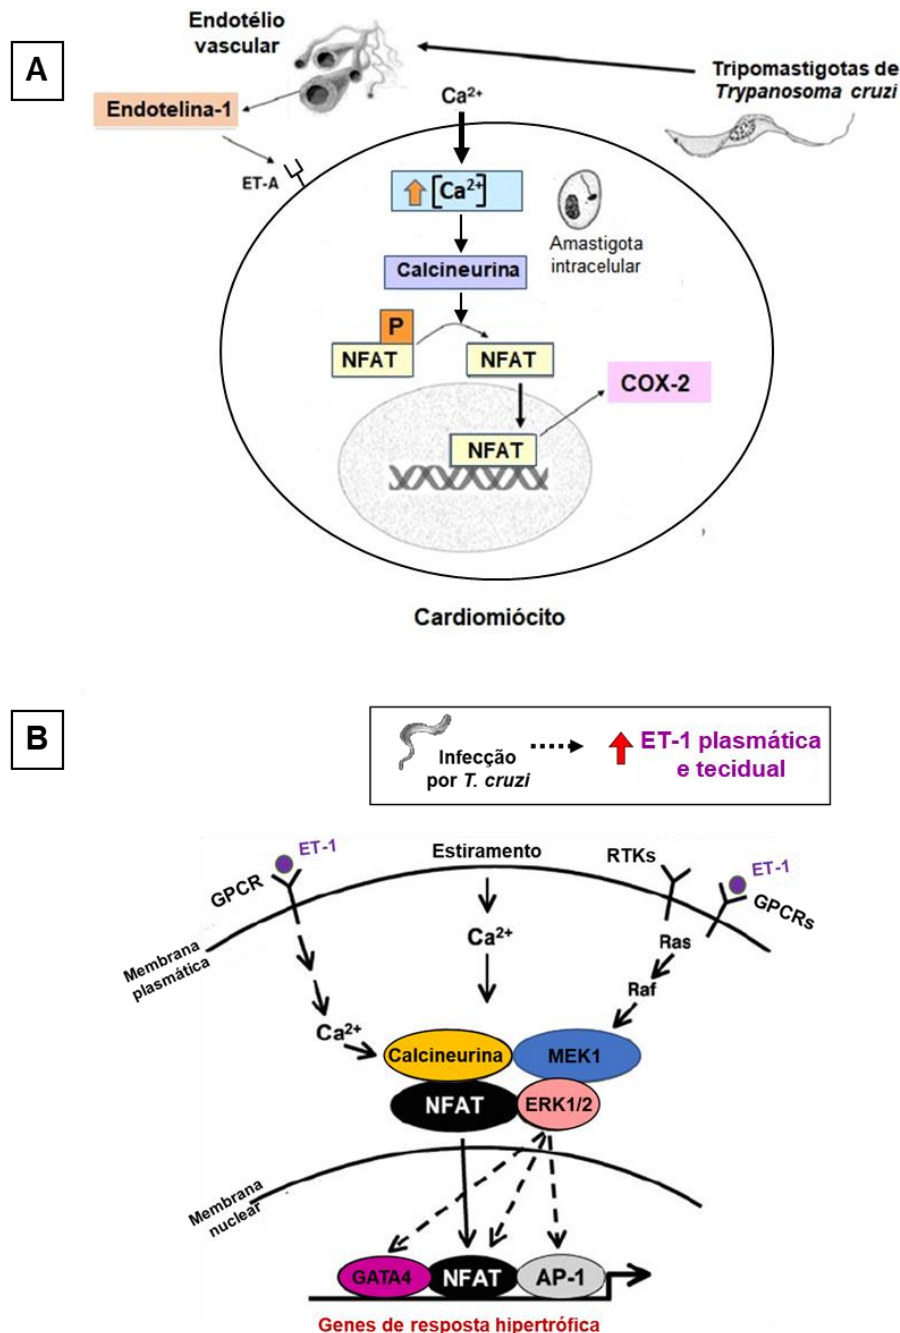 A
Endotélio
vascular
Tripomastigotas de
Trypanosoma cruzi
Endotelina-1
Ca²⁺
ET-A
[Ca²⁺]
Amastigota
intracelular
Calcineurina
P
NFAT
NFAT
COX-2
NFAT
Cardiomiócito
B
Infecção
por T. cruzi
ET-1 plasmática
e tecidual
ET-1
GPCR
Estiramento
RTKs
ET-1
GPCRs
Membrana
plasmática
Ca²⁺
Ras
Raf
Ca²⁺
Calcineurina
MEK1
NFAT
ERK1/2
Membrana
nuclear
GATA4
NFAT
AP-1
Genes de resposta hipertrófica